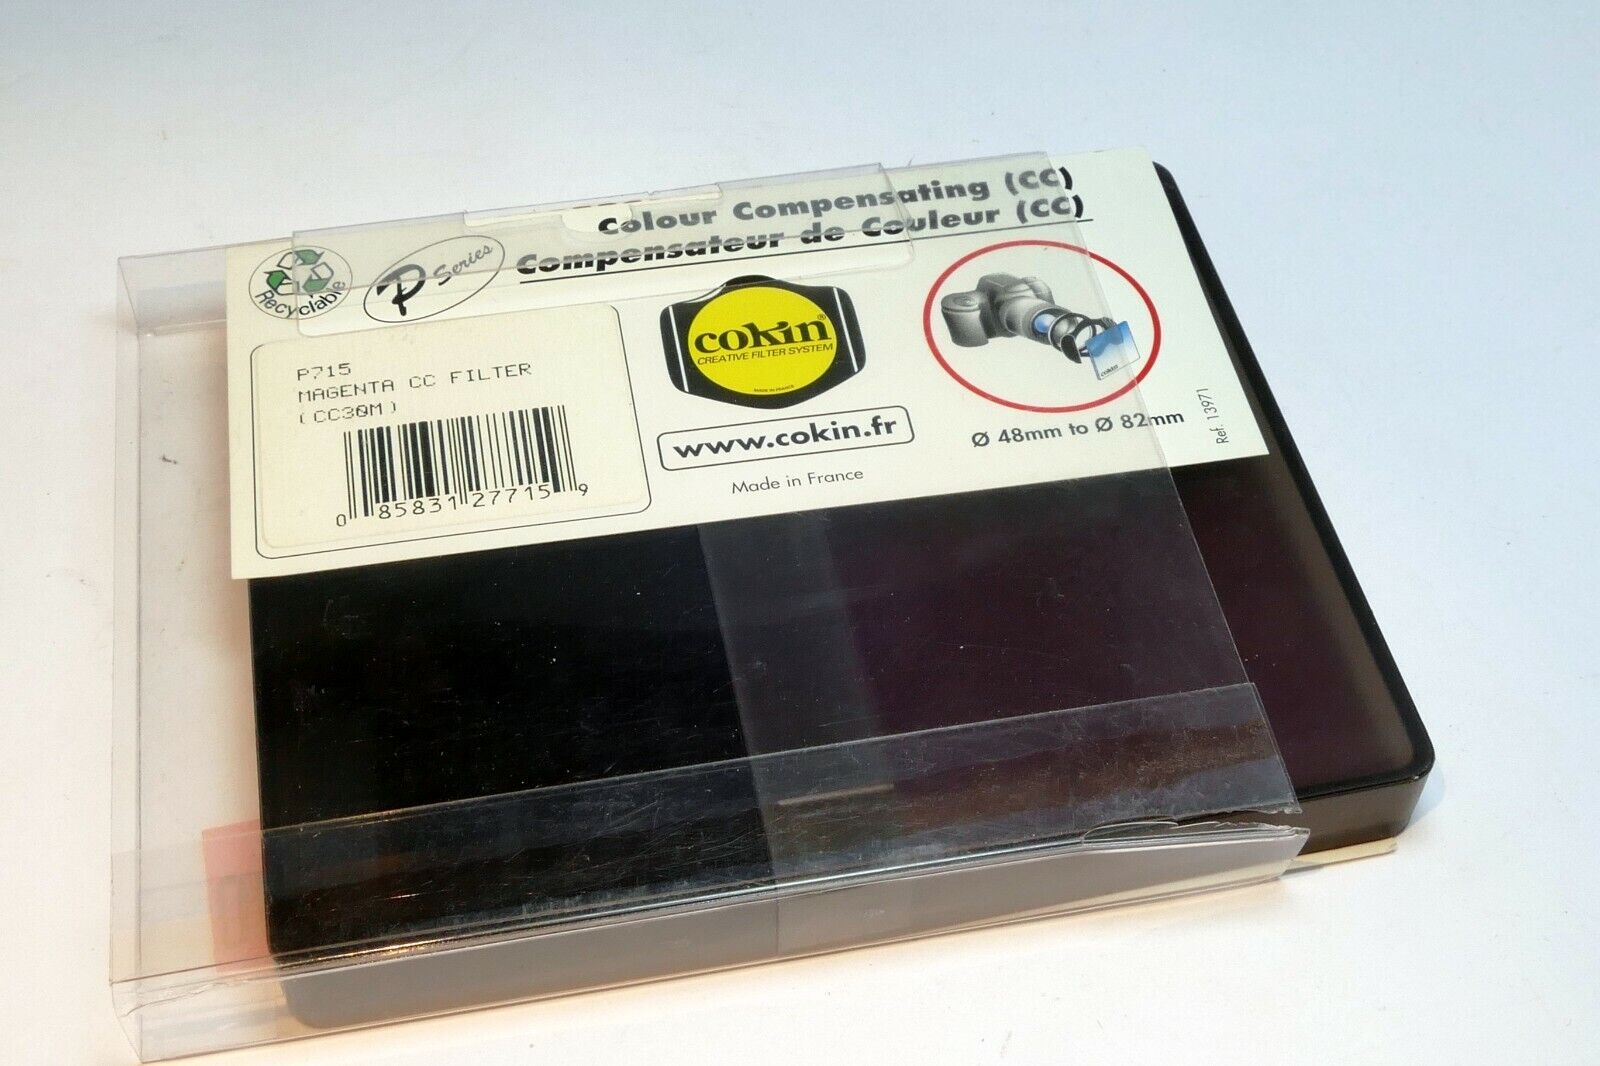 Colour Compensating (CC)
Compensateur de Couleur (CC)
Recyclable
P Series
P715
MAGENTA CC FILTER
(CC30M)
0 85831 27715 9
cokin®
CREATIVE FILTER SYSTEM
MADE IN FRANCE
www.cokin.fr
Made in France
cokin
Ø 48mm to Ø 82mm
Ref. 13971